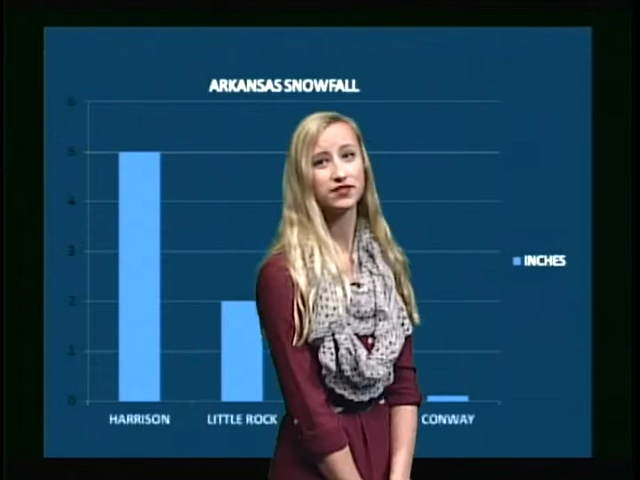 ARKANSAS SNOWFALL
6
5
4
3
2
1
0
INCHES
HARRISON
LITTLE ROCK
CONWAY